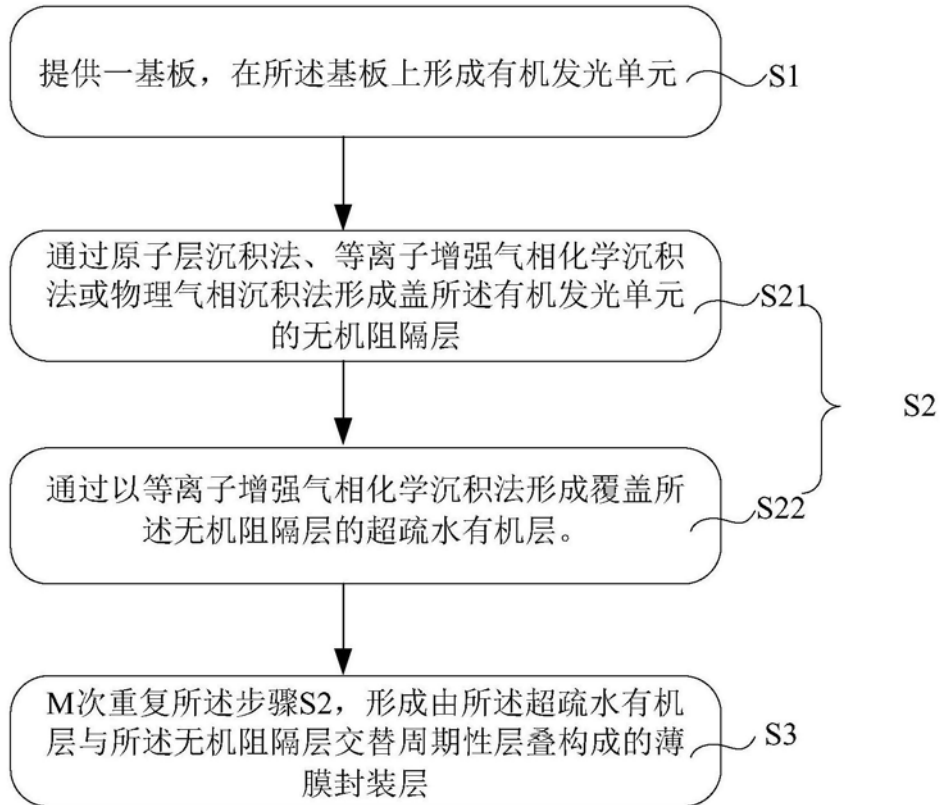 提供一基板，在所述基板上形成有机发光单元
S1
通过原子层沉积法、等离子增强气相化学沉积
法或物理气相沉积法形成盖所述有机发光单元
的无机阻隔层
S21
S2
通过以等离子增强气相化学沉积法形成覆盖所
述无机阻隔层的超疏水有机层。
S22
M次重复所述步骤S2，形成由所述超疏水有机
层与所述无机阻隔层交替周期性层叠构成的薄
膜封装层
S3